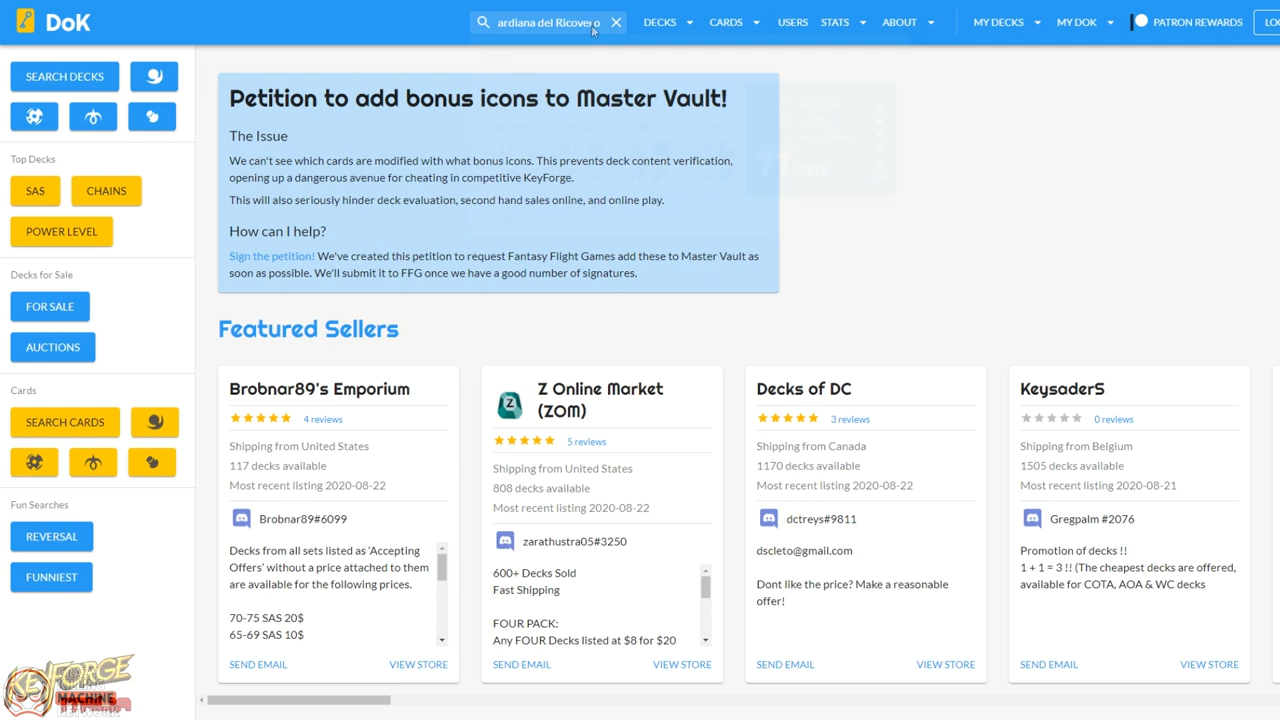 DoK
ardiana del Ricovero
DECKS
CARDS
USERS
STATS
ABOUT
MY DECKS
MY DOK
PATRON REWARDS
LO
SEARCH DECKS
Top Decks
SAS
CHAINS
POWER LEVEL
Decks for Sale
FOR SALE
AUCTIONS
Cards
SEARCH CARDS
Fun Searches
REVERSAL
FUNNIEST
Petition to add bonus icons to Master Vault!
The Issue
We can't see which cards are modified with what bonus icons. This prevents deck content verification,
opening up a dangerous avenue for cheating in competitive KeyForge.
This will also seriously hinder deck evaluation, second hand sales online, and online play.
How can I help?
Sign the petition! We've created this petition to request Fantasy Flight Games add these to Master Vault as
soon as possible. We'll submit it to FFG once we have a good number of signatures.
77 SAS
Featured Sellers
Brobnar89's Emporium
4 reviews
Shipping from United States
117 decks available
Most recent listing 2020-08-22
Brobnar89#6099
Decks from all sets listed as 'Accepting
Offers' without a price attached to them
are available for the following prices.
70-75 SAS 20$
65-69 SAS 10$
SEND EMAIL
VIEW STORE
Z
Z Online Market
(ZOM)
5 reviews
Shipping from United States
808 decks available
Most recent listing 2020-08-22
zarathustra05#3250
600+ Decks Sold
Fast Shipping
FOUR PACK:
Any FOUR Decks listed at $8 for $20
SEND EMAIL
VIEW STORE
Decks of DC
3 reviews
Shipping from Canada
1170 decks available
Most recent listing 2020-08-22
dctreys#9811
dscleto@gmail.com
Dont like the price? Make a reasonable
offer!
SEND EMAIL
VIEW STORE
KeysaderS
0 reviews
Shipping from Belgium
1505 decks available
Most recent listing 2020-08-21
Gregpalm #2076
Promotion of decks !!
1 + 1 = 3 !! (The cheapest decks are offered,
available for COTA, AOA & WC decks
SEND EMAIL
VIEW STORE
KEYFORGE
MACHINE
NETWORK